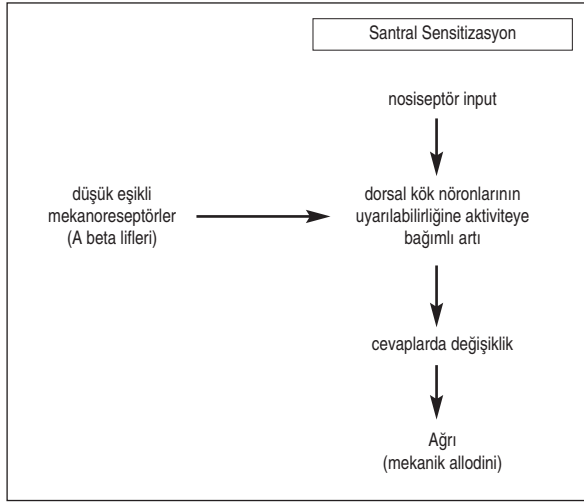 Santral Sensitizasyon
nosiseptör input
düşük eşikli
mekanoreseptörler
(A beta lifleri)
dorsal kök nöronlarının
uyarılabilirliğine aktiviteye
bağımlı artı
cevaplarda değişiklik
Ağrı
(mekanik allodini)